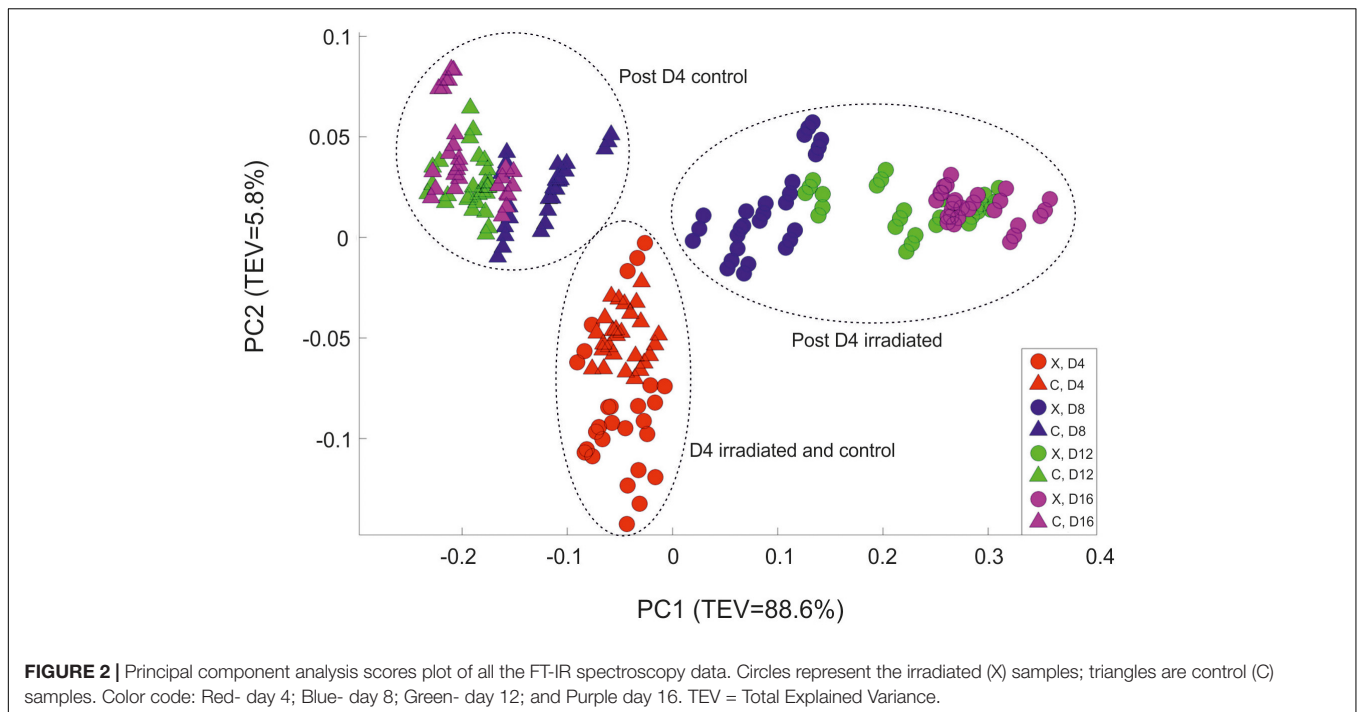 0.1
0.05
0
-0.05
-0.1
PC2 (TEV=5.8%)
Post D4 control
Post D4 irradiated
D4 irradiated and control
X, D4
C, D4
X, D8
C, D8
X, D12
C, D12
X, D16
C, D16
-0.2
-0.1
0
0.1
0.2
0.3
0.4
PC1 (TEV=88.6%)
FIGURE 2 | Principal component analysis scores plot of all the FT-IR spectroscopy data. Circles represent the irradiated (X) samples; triangles are control (C)
samples. Color code: Red- day 4; Blue- day 8; Green- day 12; and Purple day 16. TEV = Total Explained Variance.